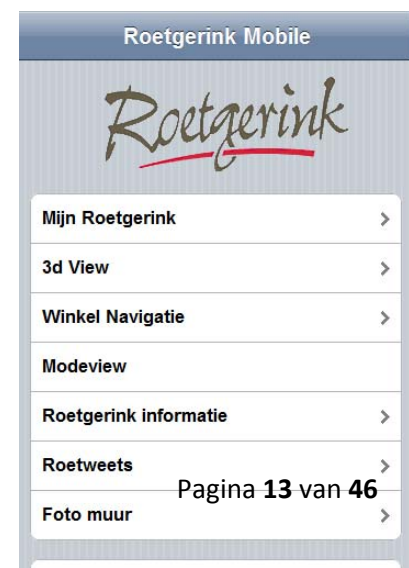 Roetgerink Mobile
Roetgerink
Mijn Roetgerink
3d View
Winkel Navigatie
Modeview
Roetgerink informatie
Roetweets
Pagina 13 van 46
Foto muur